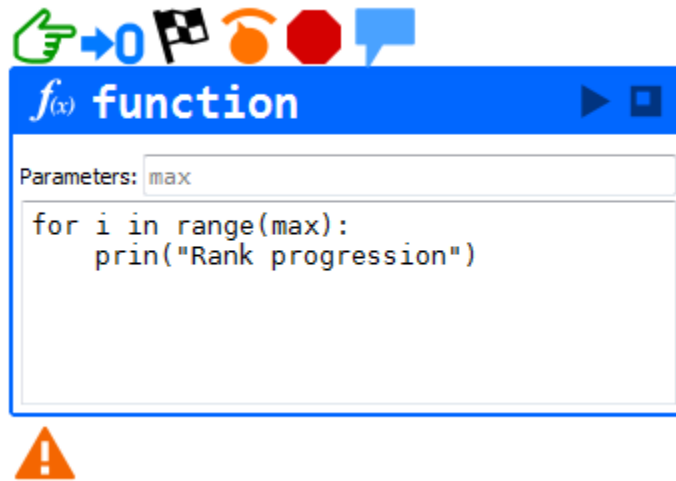 0
f(x) function
Parameters: max
for i in range(max):
    prin("Rank progression")